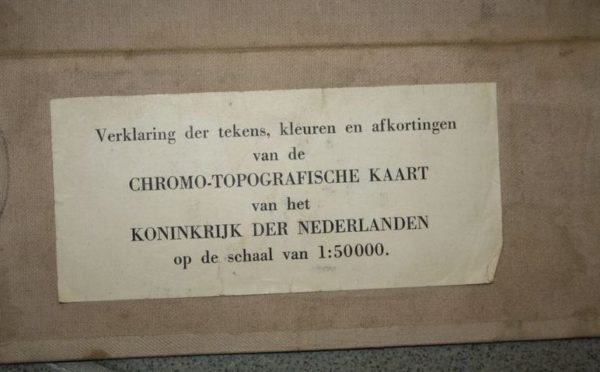 Verklaring der tekens, kleuren en afkortingen
van de
CHROMO-TOPOGRAFISCHE KAART
van het
KONINKRIJK DER NEDERLANDEN
op de schaal van 1:50000.